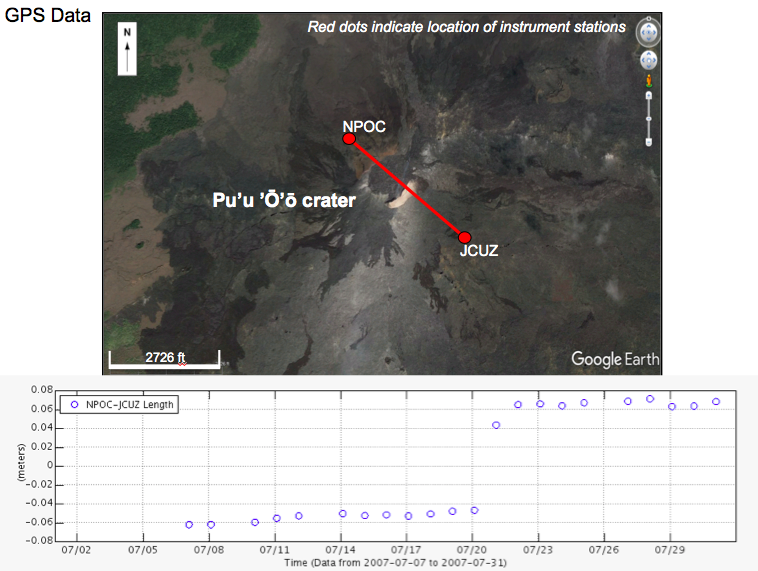 GPS Data
Red dots indicate location of instrument stations
N
NPOC
Pu’u ’Ō’ō crater
JCUZ
2726 ft
Google Earth
0.08
0.06
0.04
0.02
0
−0.02
−0.04
−0.06
−0.08
(meters)
NPOC−JCUZ Length
07/02 07/05 07/08 07/11 07/14 07/17 07/20 07/23 07/26 07/29
Time (Data from 2007−07−07 to 2007−07−31)